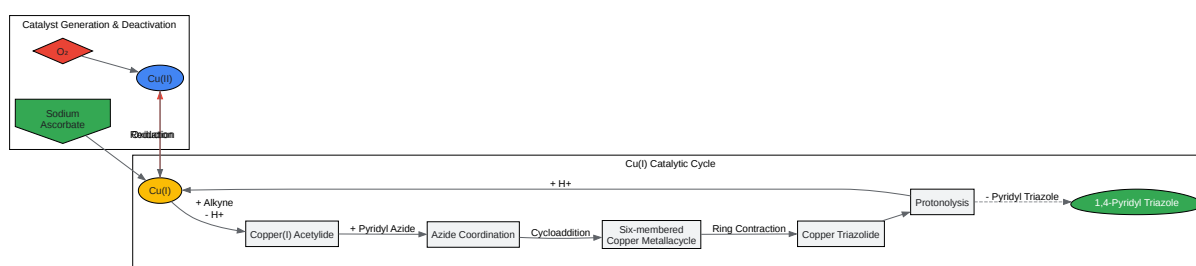 Catalyst Generation & Deactivation
O₂
Cu(II)
Sodium
Ascorbate
Cu(I) Catalytic Cycle
Cu(I)
+ H+
+ Alkyne
- H+
Protonolysis
- Pyridyl Triazole
1,4-Pyridyl Triazole
Copper(I) Acetylide
+ Pyridyl Azide
Azide Coordination
Cycloaddition
Six-membered
Copper Metallacycle
Ring Contraction
Copper Triazolide